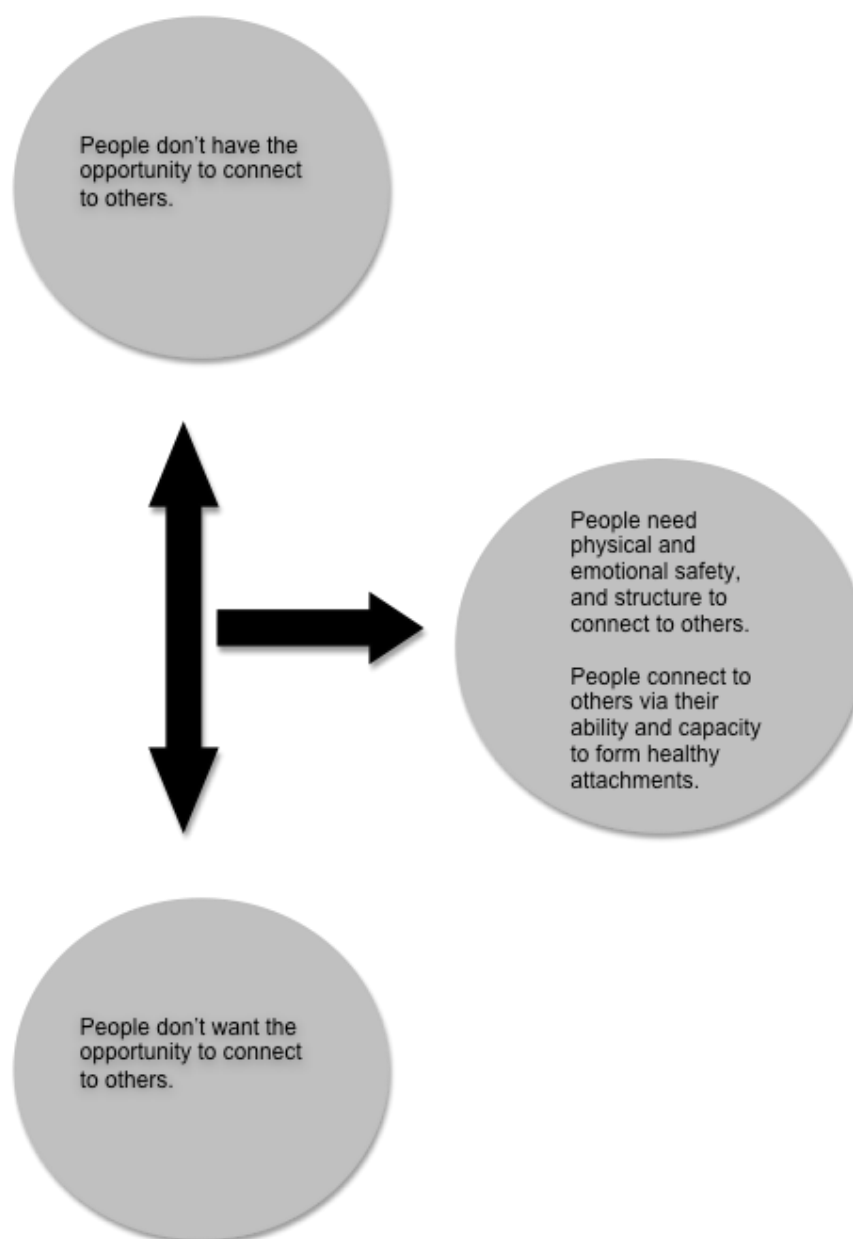 People don’t have the
opportunity to connect
to others.
People need
physical and
emotional safety,
and structure to
connect to others.
People connect to
others via their
ability and capacity
to form healthy
attachments.
People don’t want the
opportunity to connect
to others.